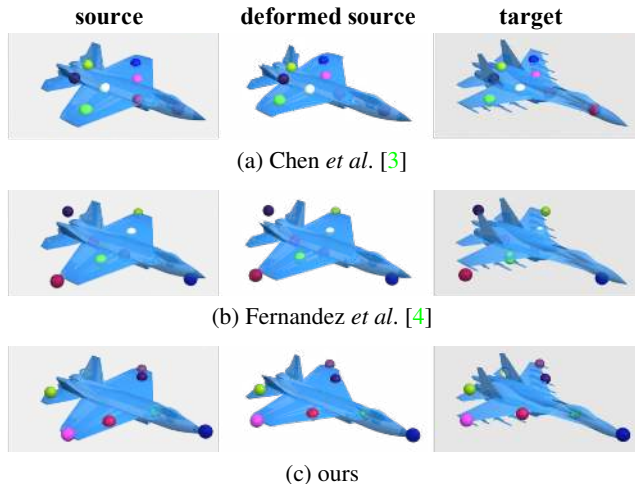 source deformed source target
(a) Chen et al. [3]
(b) Fernandez et al. [4]
(c) ours